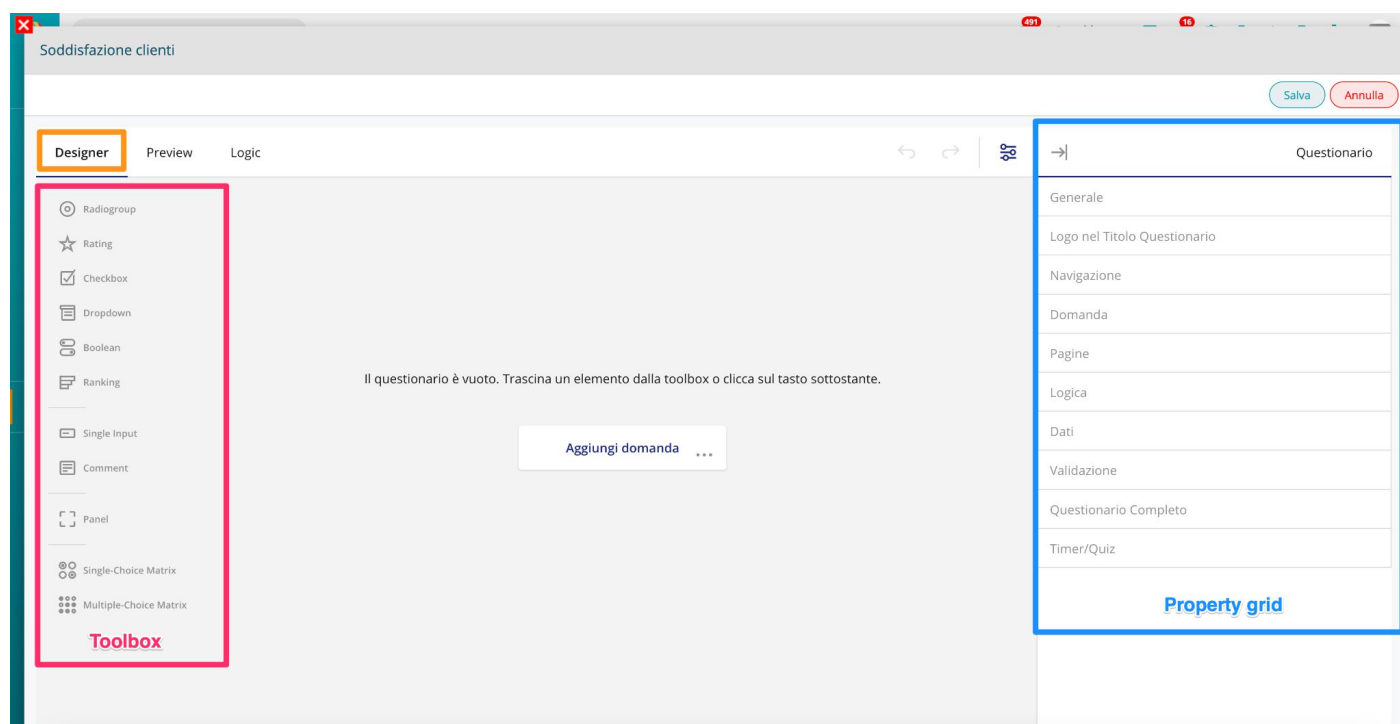 491
16
Soddisfazione clienti
Salva
Annulla
Designer
Preview
Logic
Questionario
Radiogroup
Rating
Checkbox
Dropdown
Boolean
Ranking
Single Input
Comment
Panel
Single-Choice Matrix
Multiple-Choice Matrix
Toolbox
Il questionario è vuoto. Trascina un elemento dalla toolbox o clicca sul tasto sottostante.
Aggiungi domanda ...
Generale
Logo nel Titolo Questionario
Navigazione
Domanda
Pagine
Logica
Dati
Validazione
Questionario Completo
Timer/Quiz
Property grid